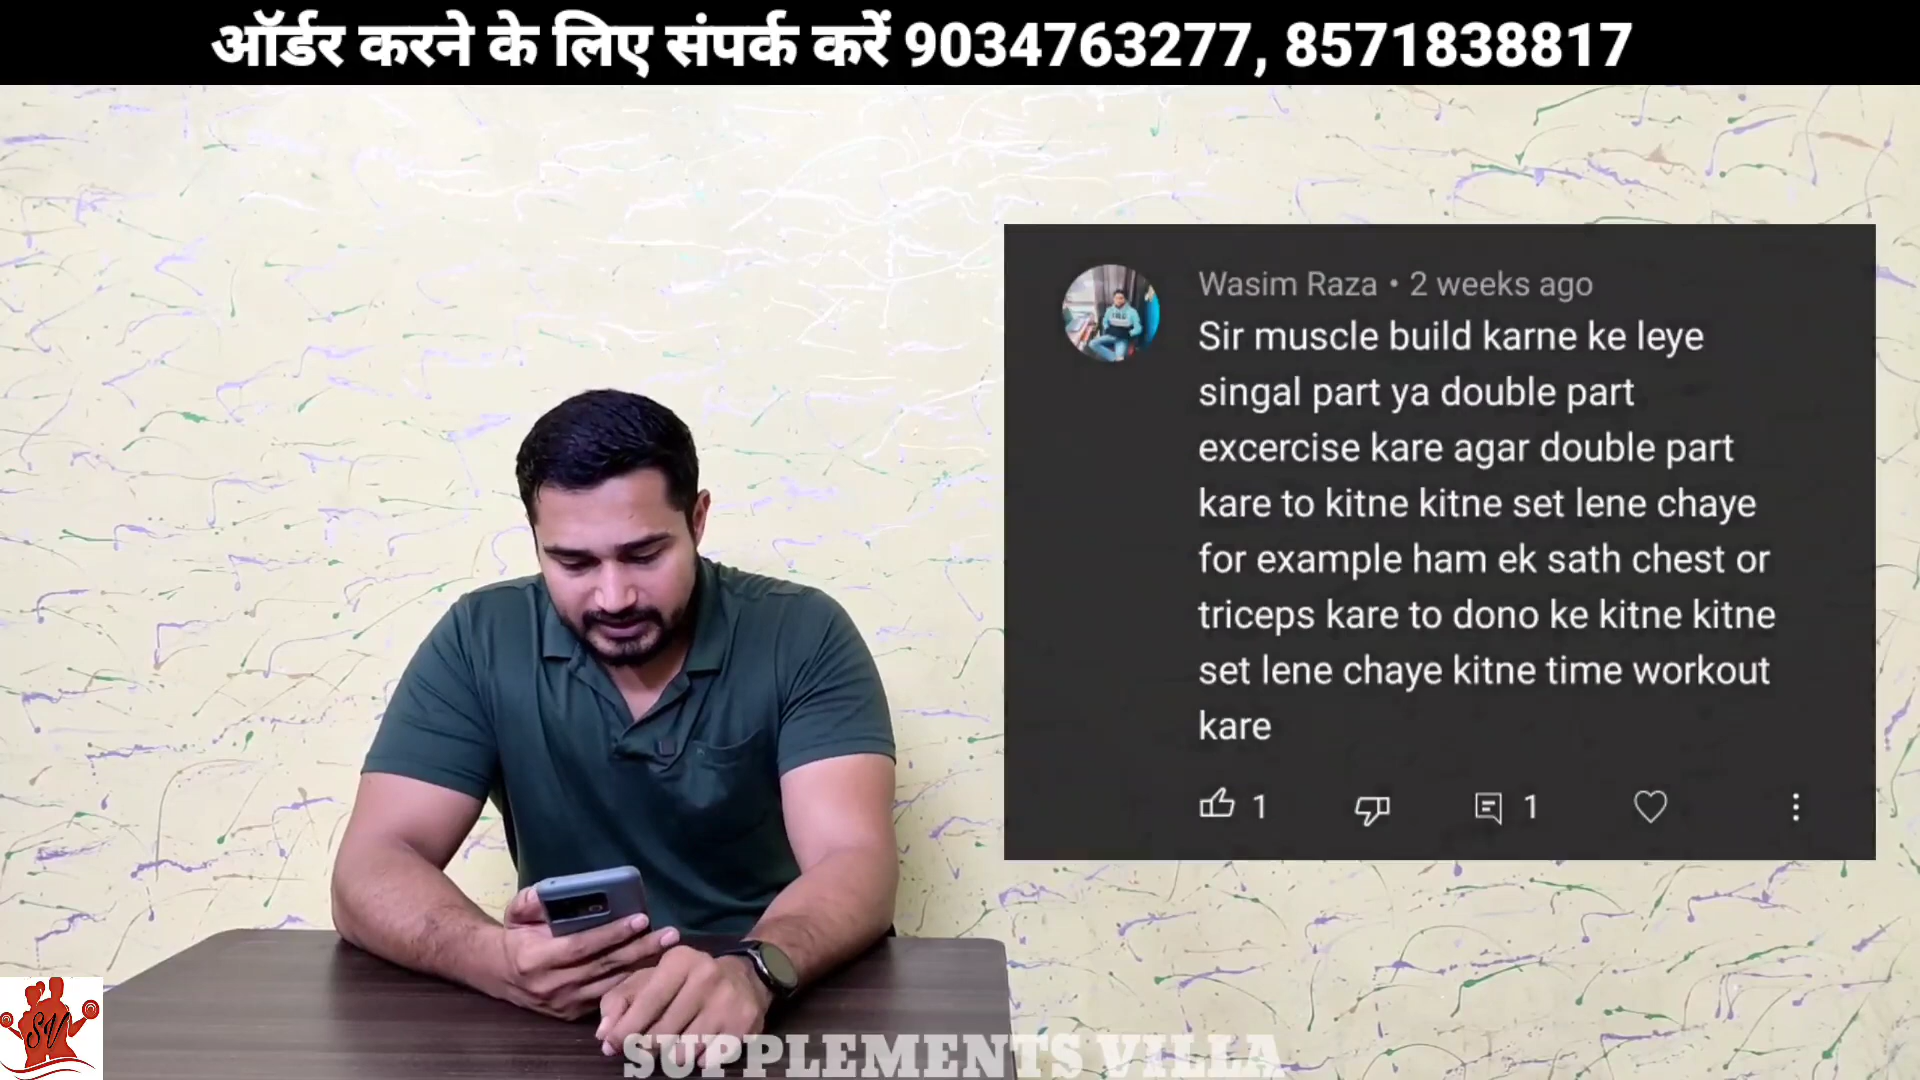 ऑर्डर करने के लिए संपर्क करें 9034763277, 8571838817
Wasim Raza • 2 weeks ago
Sir muscle build karne ke leye
singal part ya double part
excercise kare agar double part
kare to kitne kitne set lene chaye
for example ham ek sath chest or
triceps kare to dono ke kitne kitne
set lene chaye kitne time workout
kare
1 1
SV
SUPPLEMENTS VILLA